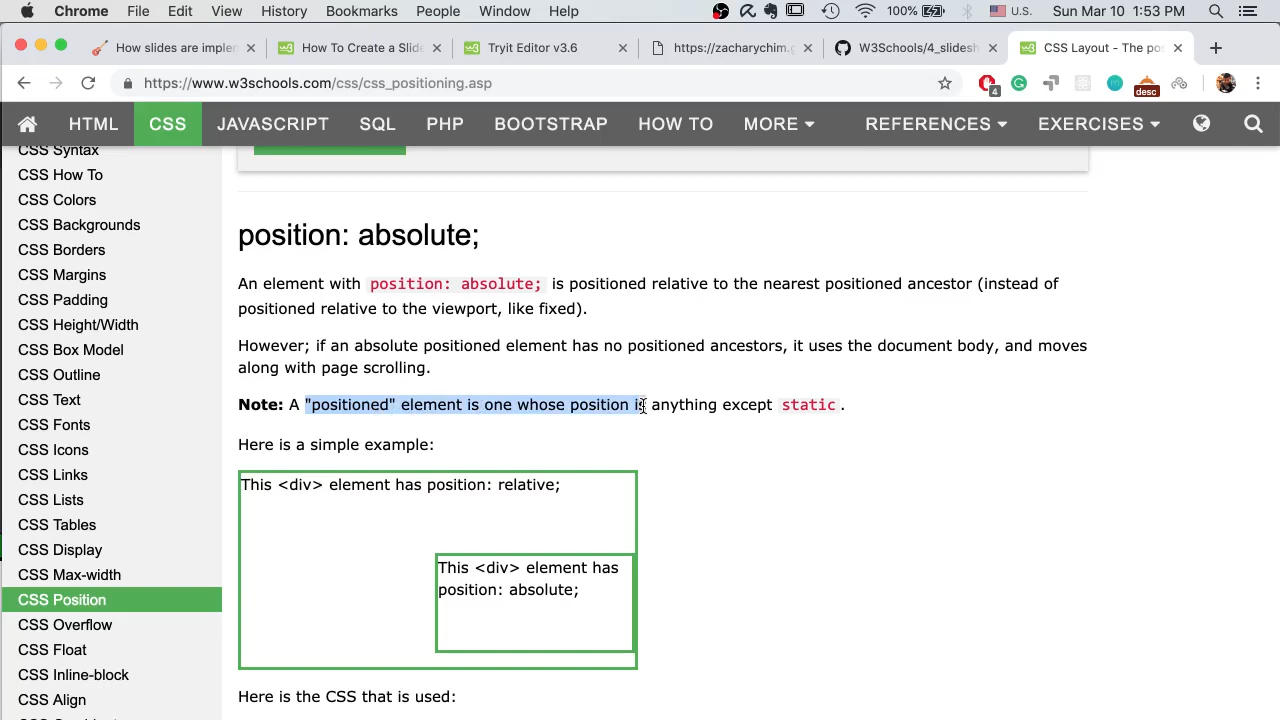 Chrome File Edit View History Bookmarks People Window Help 100% U.S. Sun Mar 10 1:53 PM
How slides are implem How To Create a Slide Tryit Editor v3.6 https://zacharychim.g W3Schools/4_slidesh CSS Layout - The pos
https://www.w3schools.com/css/css_positioning.asp 4 desc
HTML CSS JAVASCRIPT SQL PHP BOOTSTRAP HOW TO MORE REFERENCES EXERCISES
CSS Syntax
CSS How To
CSS Colors
CSS Backgrounds
CSS Borders
CSS Margins
CSS Padding
CSS Height/Width
CSS Box Model
CSS Outline
CSS Text
CSS Fonts
CSS Icons
CSS Links
CSS Lists
CSS Tables
CSS Display
CSS Max-width
CSS Position
CSS Overflow
CSS Float
CSS Inline-block
CSS Align
position: absolute;
An element with position: absolute; is positioned relative to the nearest positioned ancestor (instead of
positioned relative to the viewport, like fixed).
However; if an absolute positioned element has no positioned ancestors, it uses the document body, and moves
along with page scrolling.
Note: A "positioned" element is one whose position is anything except static.
Here is a simple example:
This <div> element has position: relative;
This <div> element has
position: absolute;
Here is the CSS that is used: